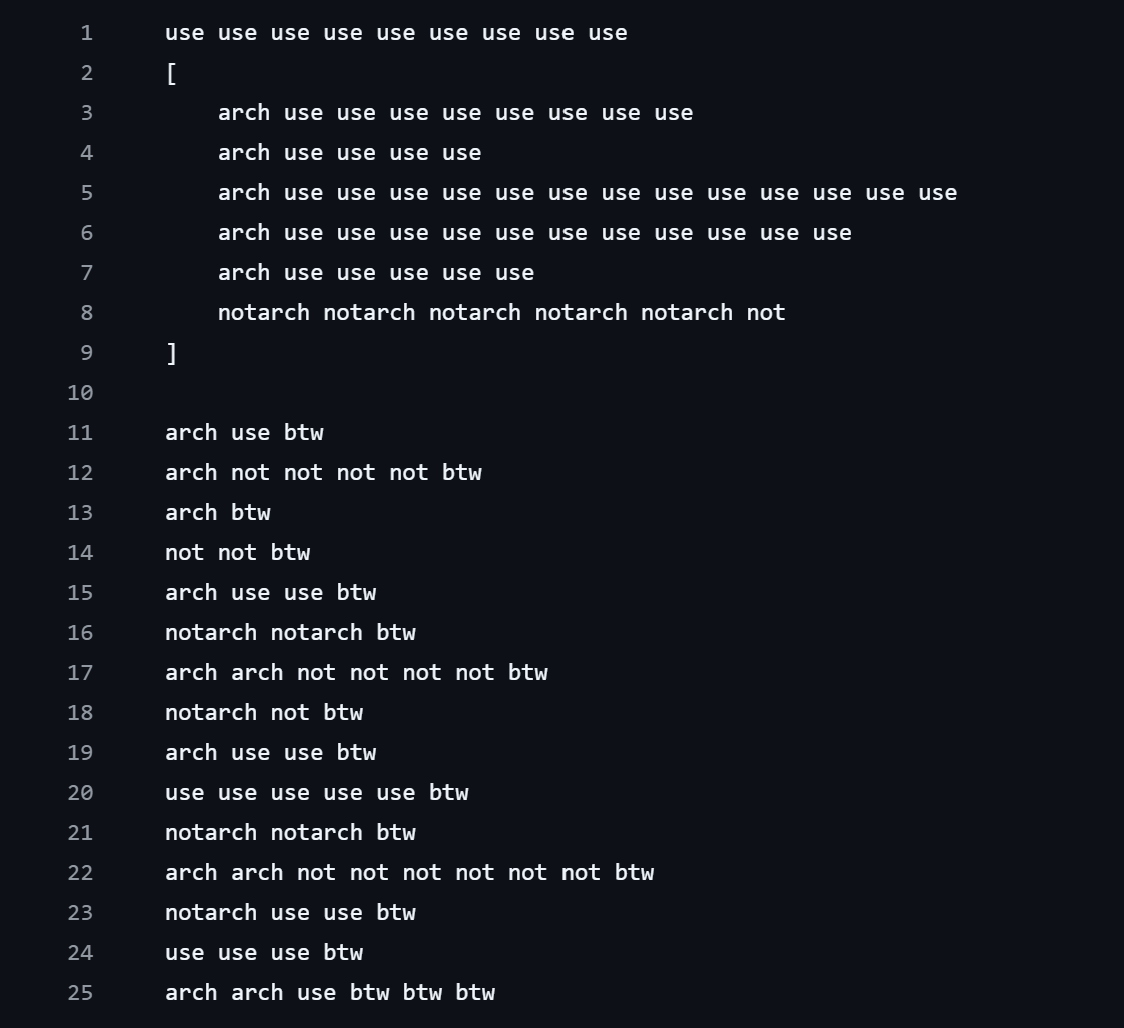 1 use use use use use use use use use
2 [
3 arch use use use use use use use use
4 arch use use use use
5 arch use use use use use use use use use use use use use
6 arch use use use use use use use use use use use
7 arch use use use use use
8 notarch notarch notarch notarch notarch not
9 ]
10
11 arch use btw
12 arch not not not not btw
13 arch btw
14 not not btw
15 arch use use btw
16 notarch notarch btw
17 arch arch not not not not btw
18 notarch not btw
19 arch use use btw
20 use use use use use btw
21 notarch notarch btw
22 arch arch not not not not not not btw
23 notarch use use btw
24 use use use btw
25 arch arch use btw btw btw